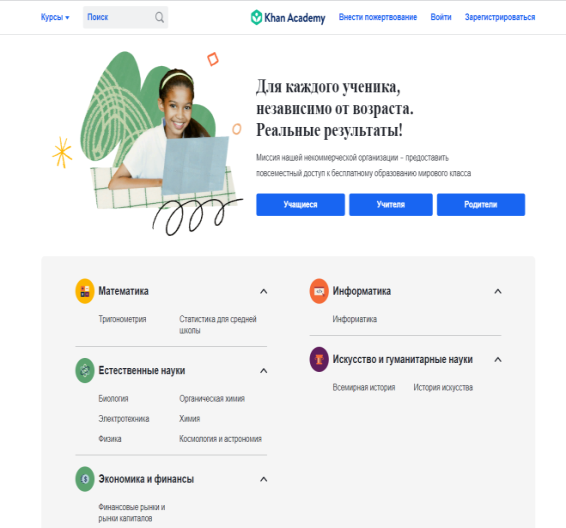 Курсы
Поиск
Khan Academy
Внести пожертвование
Войти
Зарегистрироваться
Для каждого ученика,
независимо от возраста.
Реальные результаты!
Миссия нашей некоммерческой организации – предоставить
повсеместный доступ к бесплатному образованию мирового класса
Учащиеся
Учителя
Родители
Математика
Тригонометрия
Статистика для средней
школы
Естественные науки
Биология
Органическая химия
Электротехника
Химия
Физика
Космология и астрономия
Экономика и финансы
Финансовые рынки и
рынки капиталов
Информатика
Информатика
Искусство и гуманитарные науки
Всемирная история
История искусства